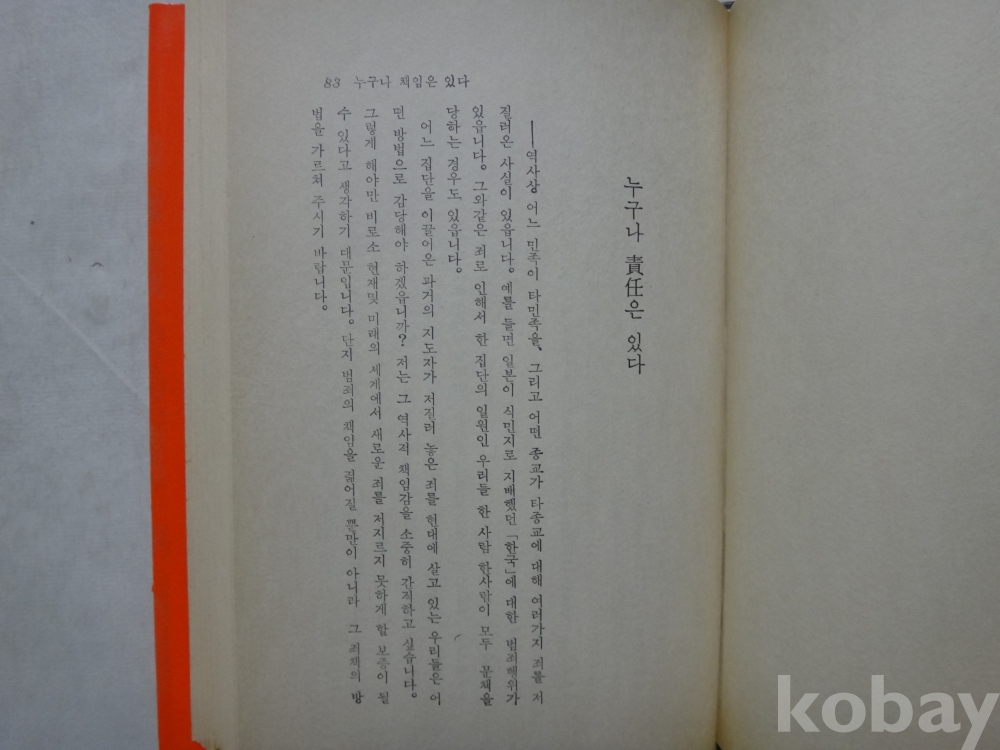 83 누구나 책임은 있다
누구나 責任은 있다
──역사상 어느 민족이 타민족을, 그리고 어떤 종교가 타종교에 대해 여러가지 죄를 저
질러온 사실이 있읍니다. 예를 들면 일본이 식민지로 지배했던 「한국」에 대한 범죄행위가
있읍니다. 그와같은 죄로 인해서 한 집단의 일원인 우리들 한 사람 한사람이 모두 문책을
당하는 경우도 있읍니다.
어느 집단을 이끌어온 과거의 지도자가 저질러 놓은 죄를 현대에 살고 있는 우리들은 어
떤 방법으로 감당해야 하겠읍니까? 저는 그 역사적 책임감을 소중히 간직하고 싶습니다.
그렇게 해야만 비로소 현재및 미래의 세계에서 새로운 죄를 저지르지 못하게 할 보증이 될
수 있다고 생각하기 때문입니다. 단지 범죄의 책임을 짊어질 뿐만이 아니라 그 죄책의 방
법을 가르쳐 주시기 바랍니다.
kobay